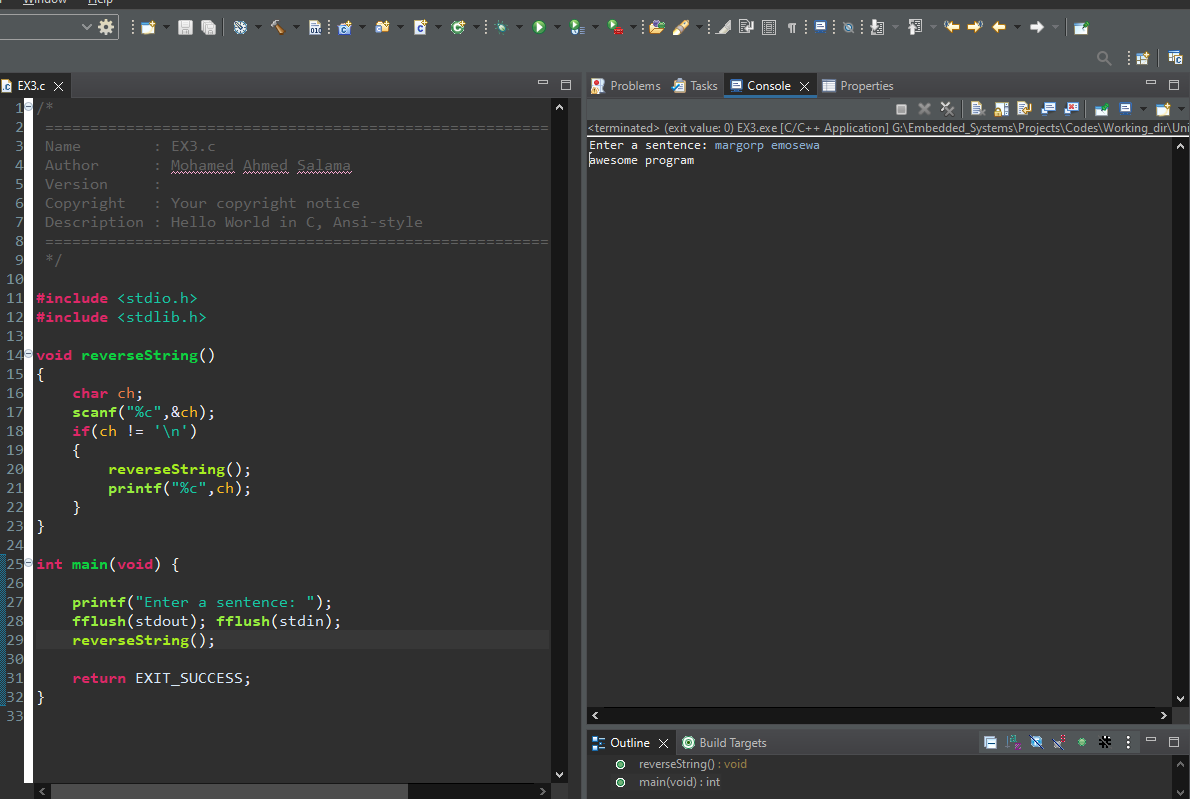 Window Help
EX3.c
1 /*
2 ========================================================
3 Name : EX3.c
4 Author : Mohamed Ahmed Salama
5 Version :
6 Copyright : Your copyright notice
7 Description : Hello World in C, Ansi-style
8 ========================================================
9 */
10
11 #include <stdio.h>
12 #include <stdlib.h>
13
14 void reverseString()
15 {
16 char ch;
17 scanf("%c",&ch);
18 if(ch != '\n')
19 {
20 reverseString();
21 printf("%c",ch);
22 }
23 }
24
25 int main(void) {
26
27 printf("Enter a sentence: ");
28 fflush(stdout); fflush(stdin);
29 reverseString();
30
31 return EXIT_SUCCESS;
32 }
33
Problems Tasks Console Properties
<terminated> (exit value: 0) EX3.exe [C/C++ Application] G:\Embedded_Systems\Projects\Codes\Working_dir\Uni
Enter a sentence: margorp emosewa
awesome program
Outline Build Targets
reverseString() : void
main(void) : int